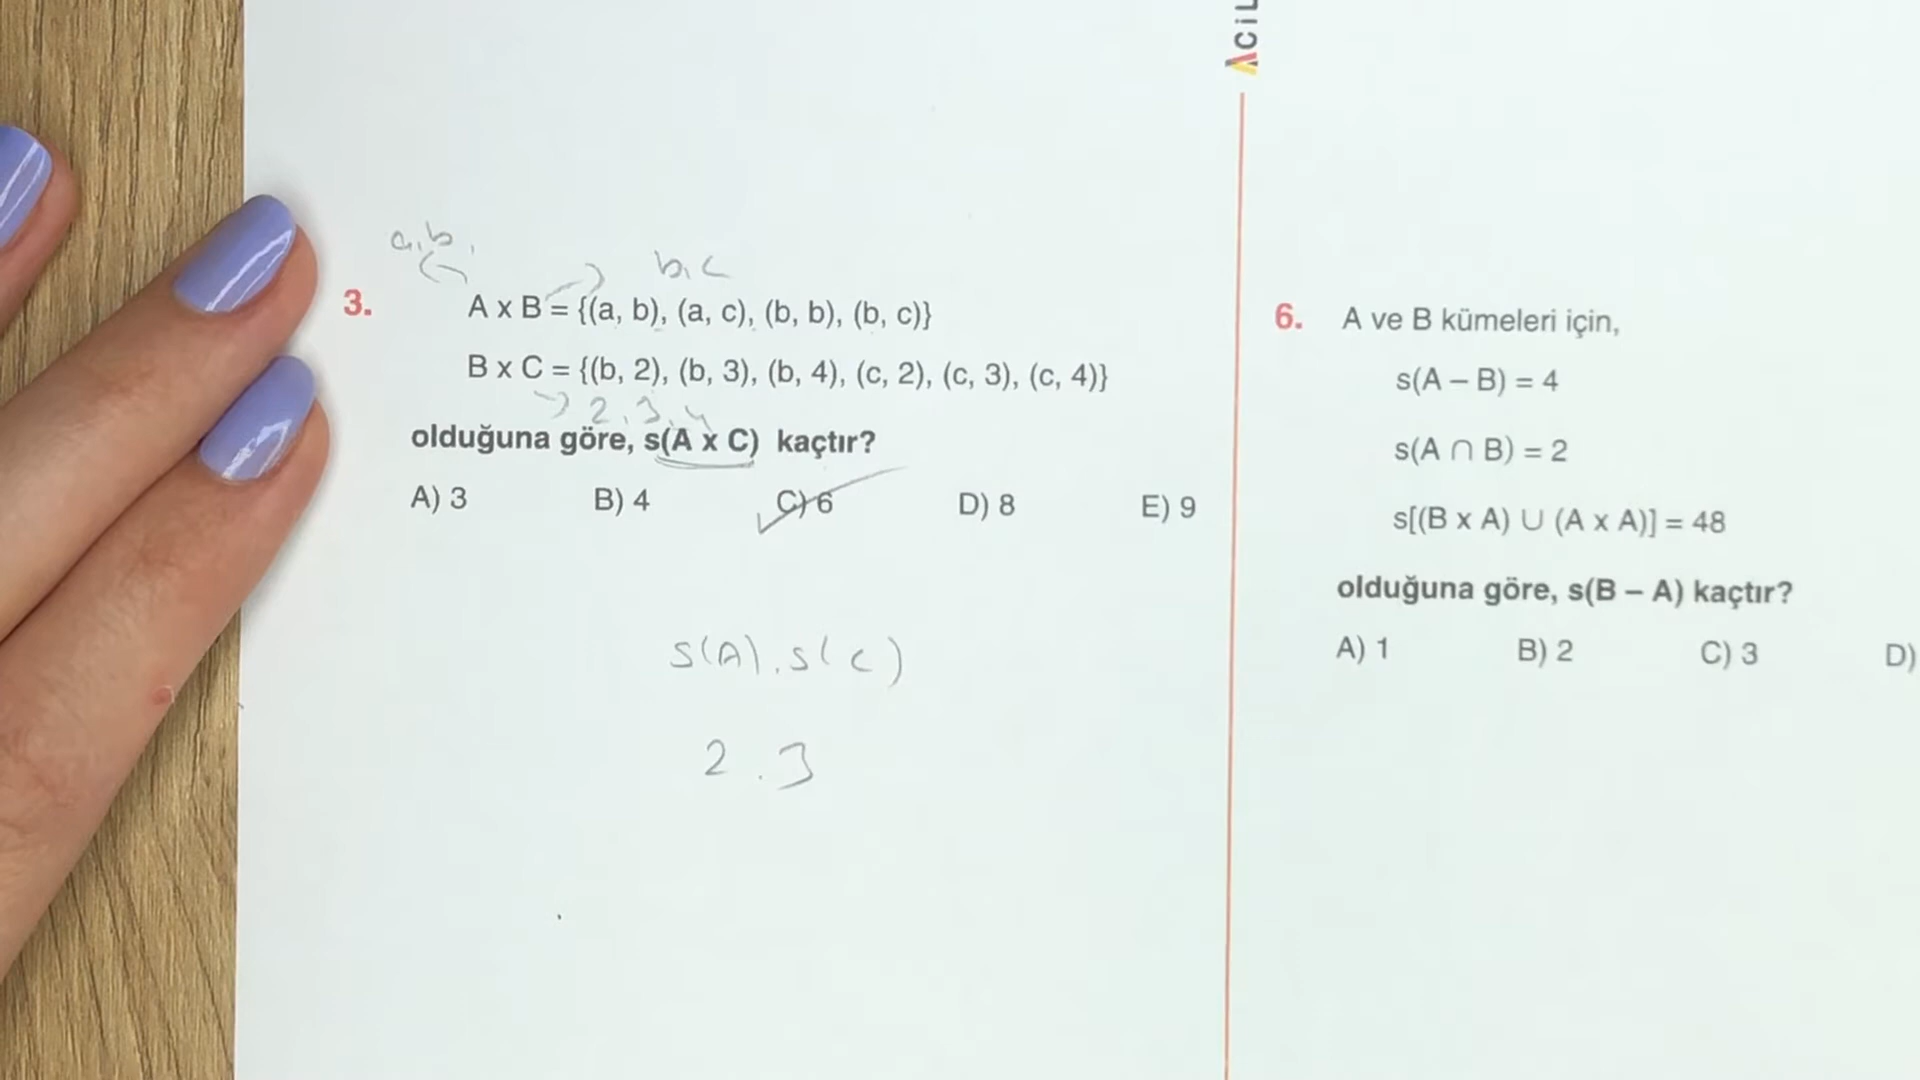 ACiL
a, b,
b, c
3. A x B = {(a, b), (a, c), (b, b), (b, c)}
B x C = {(b, 2), (b, 3), (b, 4), (c, 2), (c, 3), (c, 4)}
2, 3, 4
olduğuna göre, s(A x C) kaçtır?
A) 3 B) 4 C) 6 D) 8 E) 9
s(A) . s(c)
2 . 3
6. A ve B kümeleri için,
s(A – B) = 4
s(A ∩ B) = 2
s[(B x A) ∪ (A x A)] = 48
olduğuna göre, s(B – A) kaçtır?
A) 1 B) 2 C) 3 D)